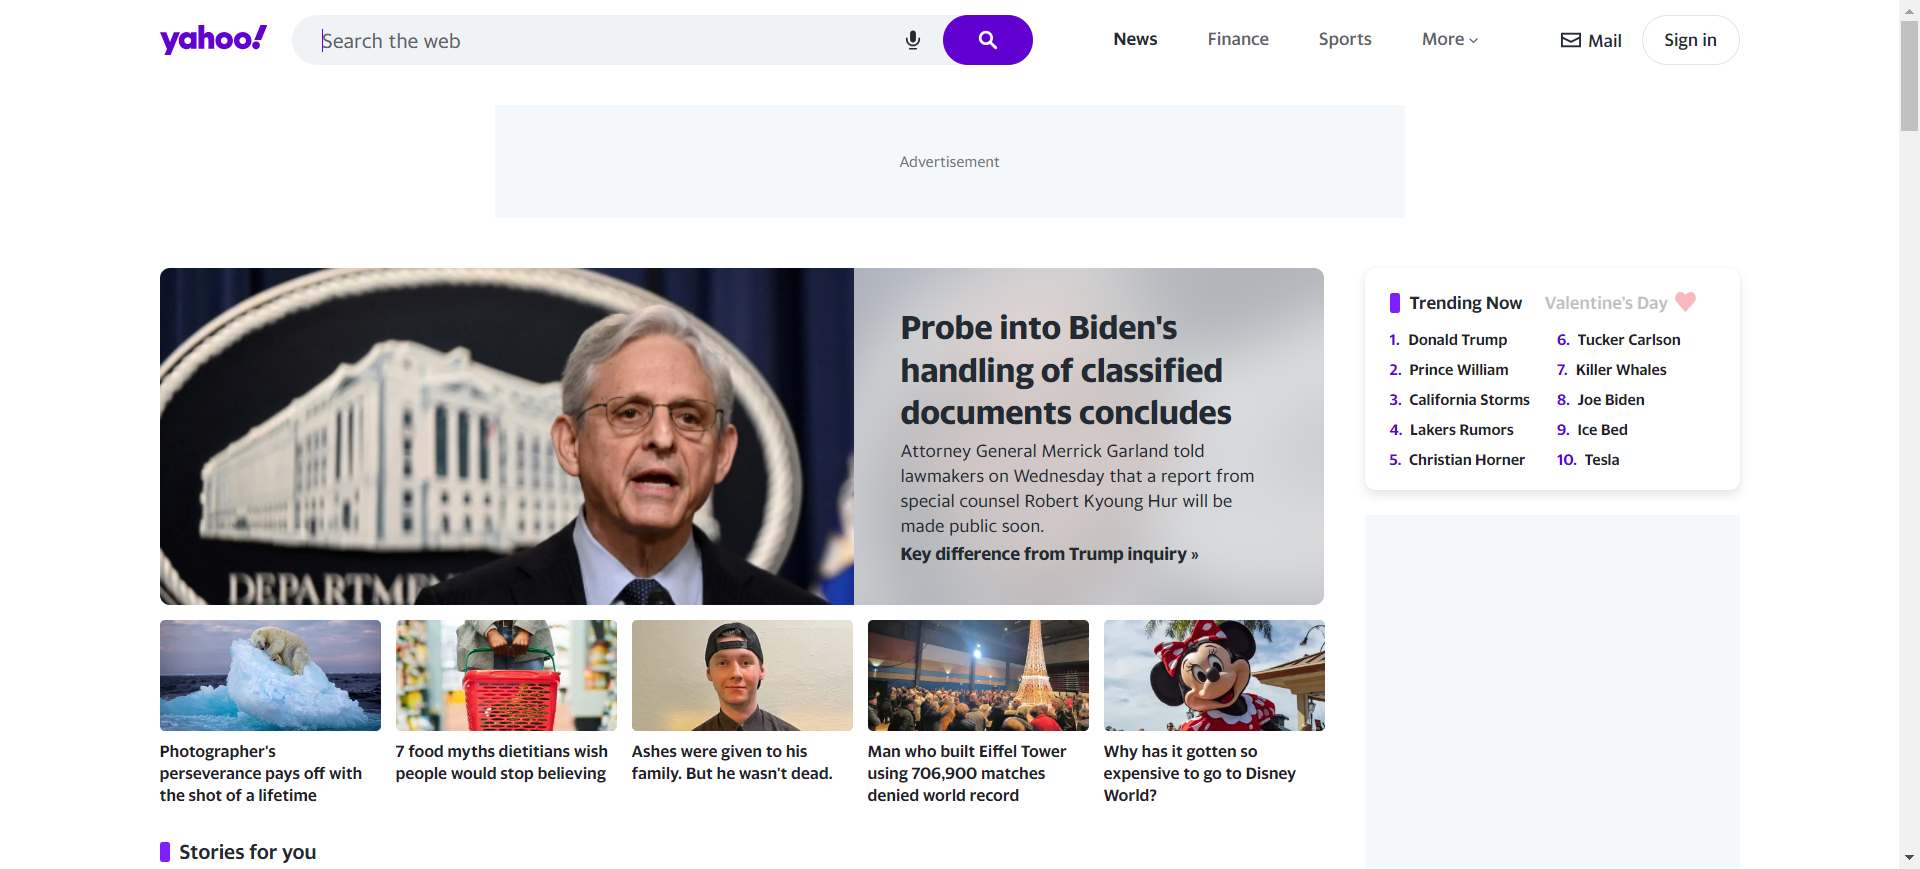 yahoo!
Search the web
News
Finance
Sports
More
Mail
Sign in
Advertisement
DEPARTME
Probe into Biden's
handling of classified
documents concludes
Attorney General Merrick Garland told
lawmakers on Wednesday that a report from
special counsel Robert Kyoung Hur will be
made public soon.
Key difference from Trump inquiry »
Trending Now
Valentine's Day
1. Donald Trump
2. Prince William
3. California Storms
4. Lakers Rumors
5. Christian Horner
6. Tucker Carlson
7. Killer Whales
8. Joe Biden
9. Ice Bed
10. Tesla
Photographer's
perseverance pays off with
the shot of a lifetime
7 food myths dietitians wish
people would stop believing
Ashes were given to his
family. But he wasn't dead.
Man who built Eiffel Tower
using 706,900 matches
denied world record
Why has it gotten so
expensive to go to Disney
World?
Stories for you